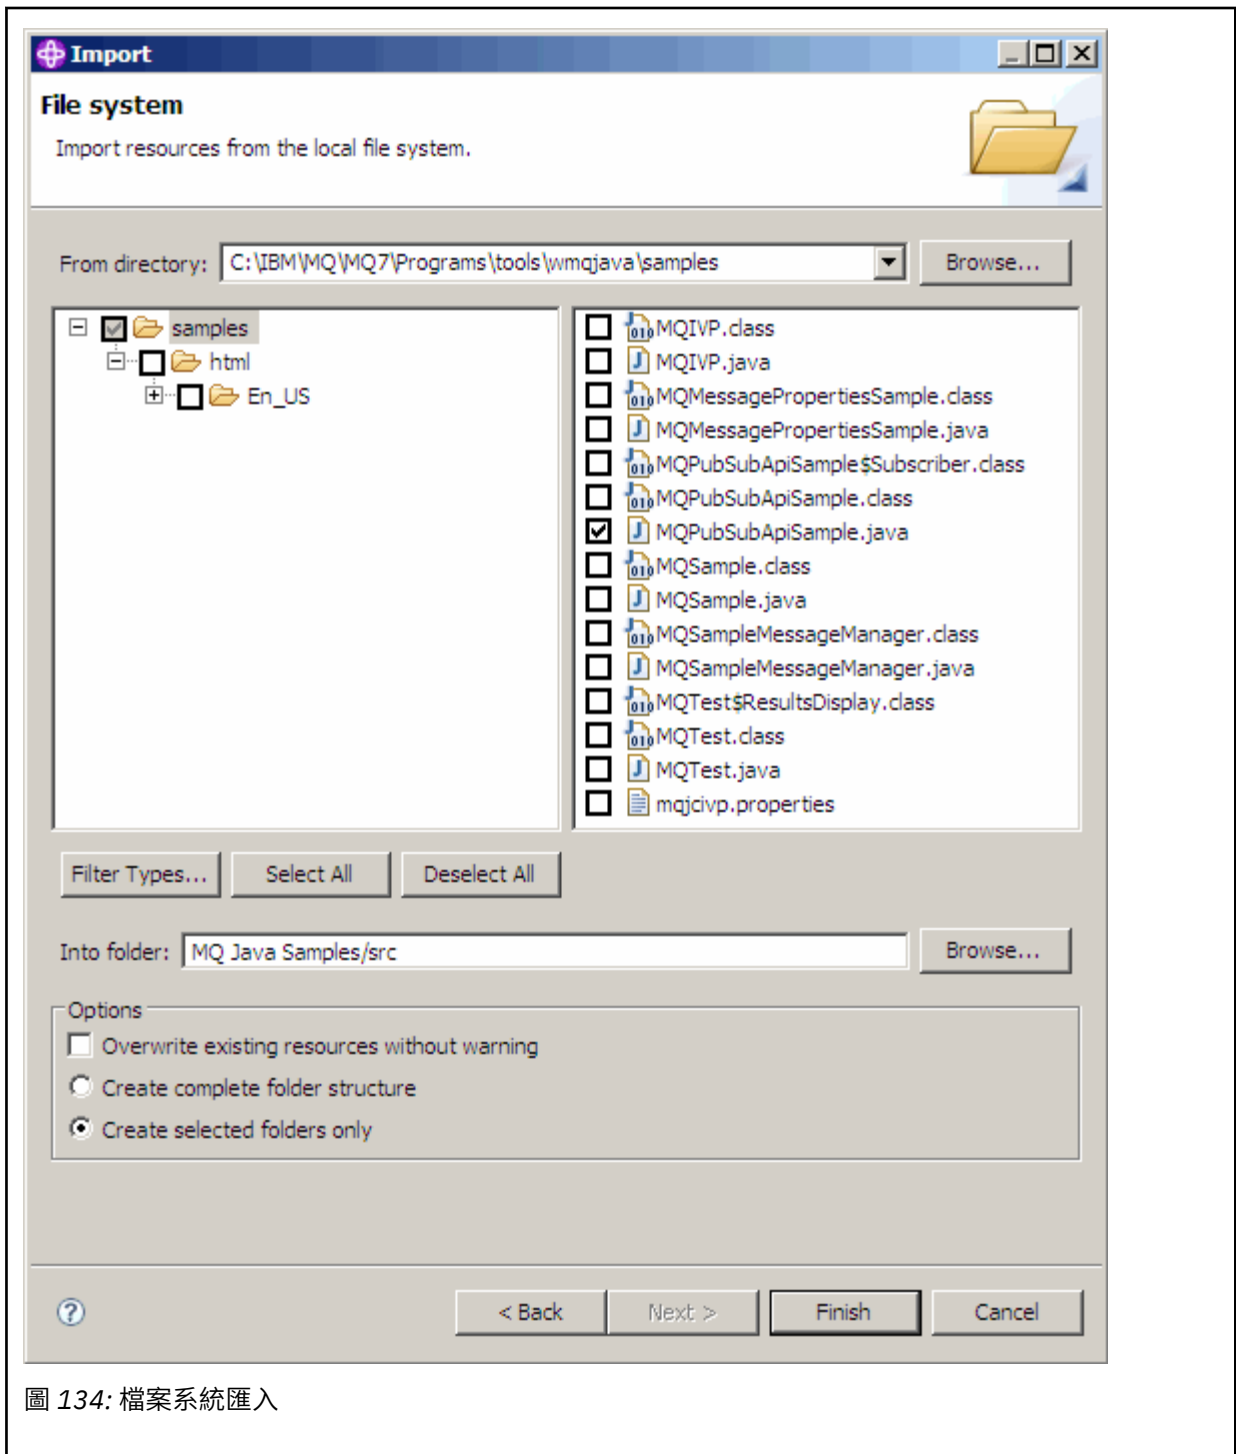 Import
File system
Import resources from the local file system.
From directory: C:\IBM\MQ\MQ7\Programs\tools\wmqjava\samples Browse...
samples
html
En_US
MQIVP.class
MQIVP.java
MQMessagePropertiesSample.class
MQMessagePropertiesSample.java
MQPubSubApiSample$Subscriber.class
MQPubSubApiSample.class
MQPubSubApiSample.java
MQSample.class
MQSample.java
MQSampleMessageManager.class
MQSampleMessageManager.java
MQTest$ResultsDisplay.class
MQTest.class
MQTest.java
mqjcivp.properties
Filter Types... Select All Deselect All
Into folder: MQ Java Samples/src Browse...
Options
Overwrite existing resources without warning
Create complete folder structure
Create selected folders only
< Back Next > Finish Cancel
圖 134: 檔案系統匯入